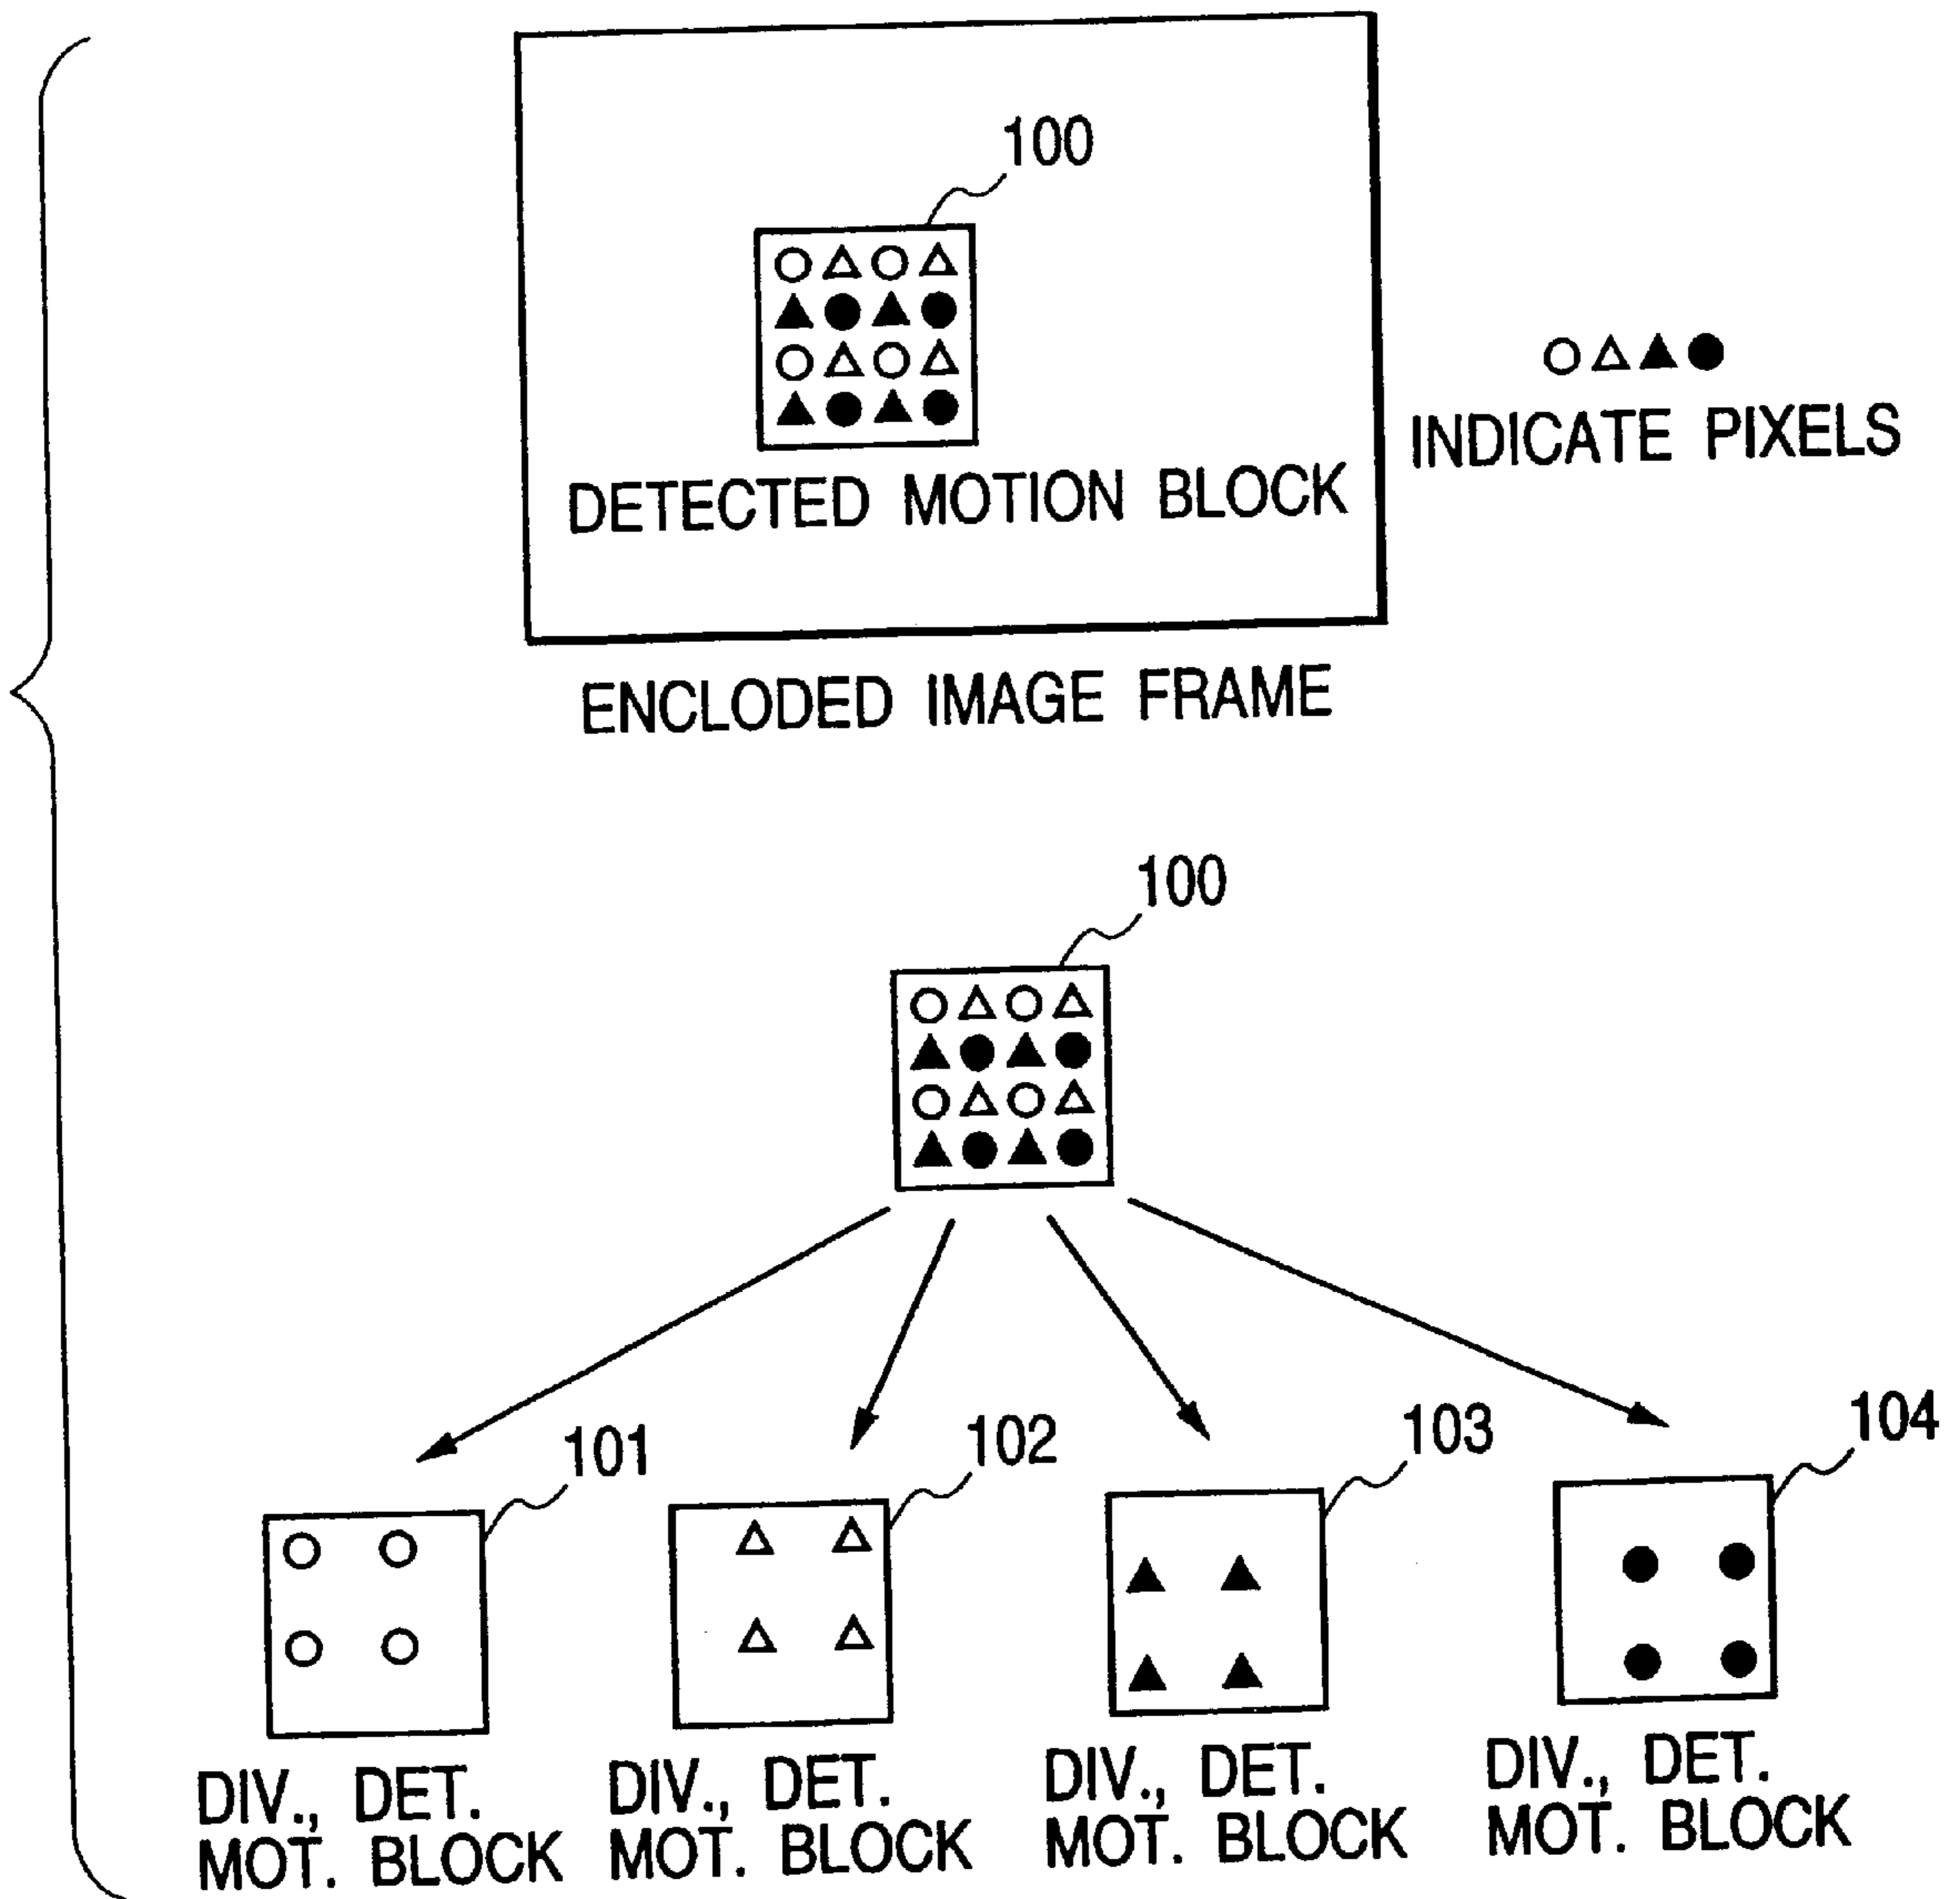 100
DETECTED MOTION BLOCK
INDICATE PIXELS
ENCLODED IMAGE FRAME
100
101
102
103
104
DIV., DET.
MOT. BLOCK
DIV., DET.
MOT. BLOCK
DIV., DET.
MOT. BLOCK
DIV., DET.
MOT. BLOCK